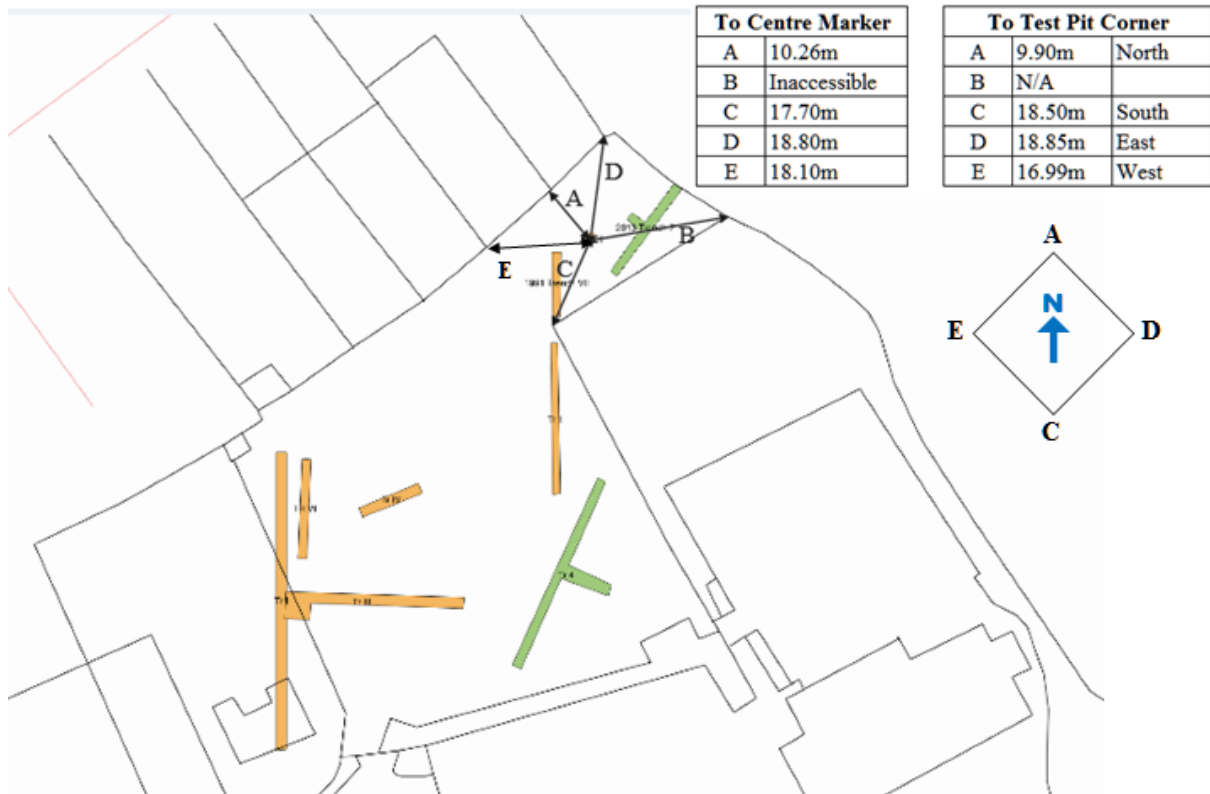 To Centre Marker
A 10.26m
B Inaccessible
C 17.70m
D 18.80m
E 18.10m
To Test Pit Corner
A 9.90m North
B N/A
C 18.50m South
D 18.85m East
E 16.99m West
D
A
B
E
C
A
E N D
C